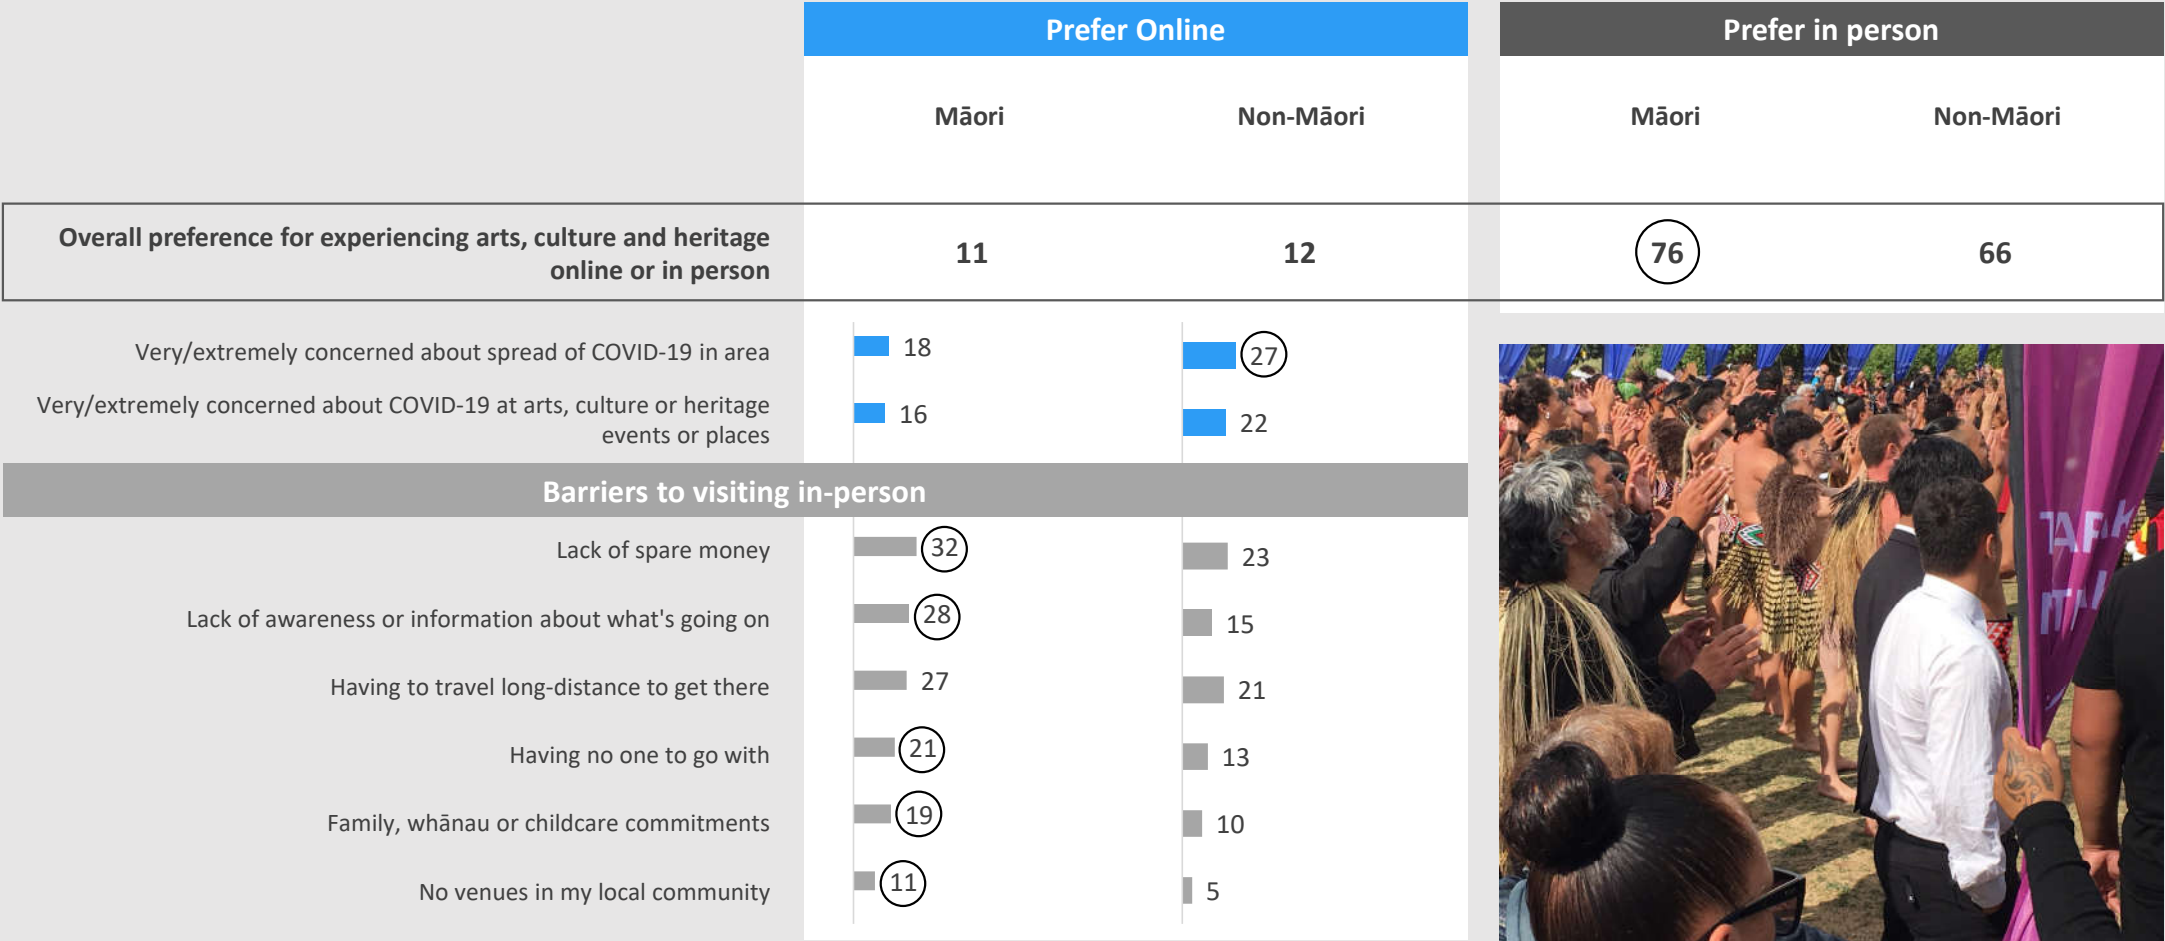 Prefer Online
Prefer in person
Māori
Non-Māori
Māori
Non-Māori
Overall preference for experiencing arts, culture and heritage
online or in person
11
12
76
66
Very/extremely concerned about spread of COVID-19 in area
18
27
Very/extremely concerned about COVID-19 at arts, culture or heritage
events or places
16
22
Barriers to visiting in-person
Lack of spare money
32
23
Lack of awareness or information about what's going on
28
15
Having to travel long-distance to get there
27
21
Having no one to go with
21
13
Family, whānau or childcare commitments
19
10
No venues in my local community
11
5